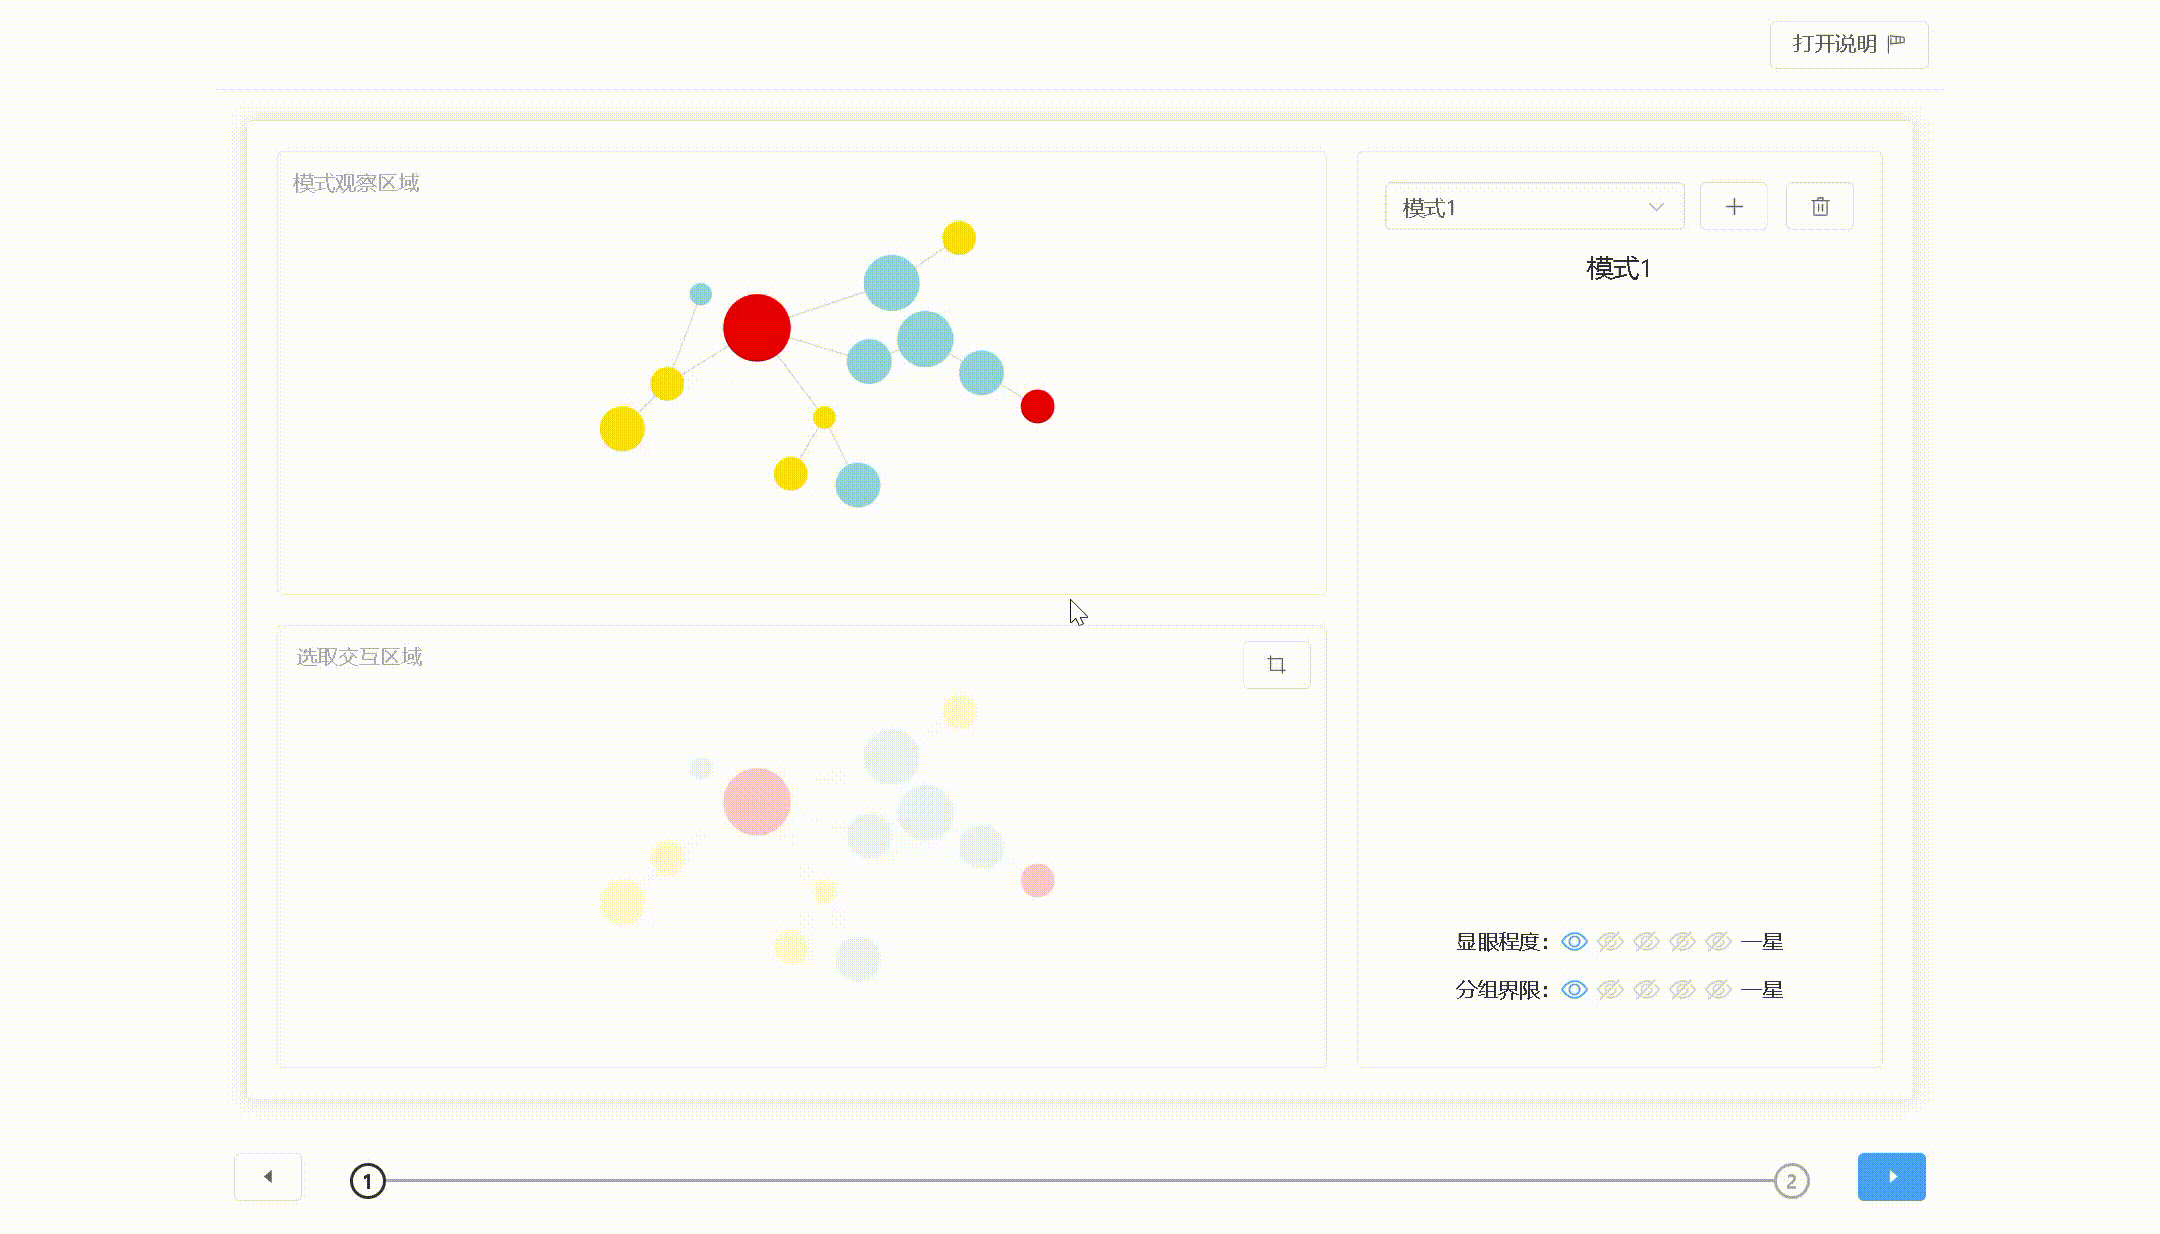 打开说明
模式观察区域
模式1
模式1
选取交互区域
显眼程度： 一星
分组界限： 一星
1
2